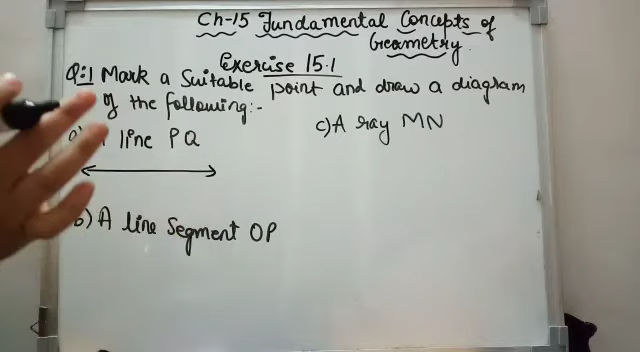 Ch-15 Fundamental Concepts of
Geometry.
Exercise 15.1
Q:1 Mark a Suitable point and draw a diagram
of the following:-
a) line PQ
c) A ray MN
b) A line Segment OP